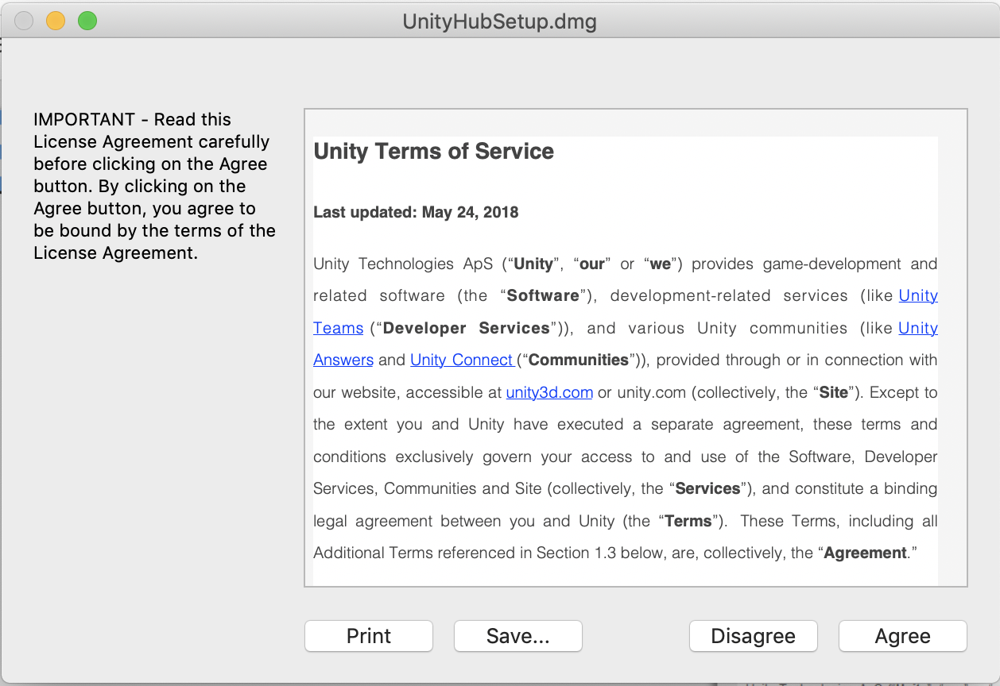 UnityHubSetup.dmg
IMPORTANT - Read this
License Agreement carefully
before clicking on the Agree
button. By clicking on the
Agree button, you agree to
be bound by the terms of the
License Agreement.
Unity Terms of Service
Last updated: May 24, 2018
Unity Technologies ApS (“Unity”, “our” or “we”) provides game-development and
related software (the “Software”), development-related services (like Unity
Teams (“Developer Services”)), and various Unity communities (like Unity
Answers and Unity Connect (“Communities”)), provided through or in connection with
our website, accessible at unity3d.com or unity.com (collectively, the “Site”). Except to
the extent you and Unity have executed a separate agreement, these terms and
conditions exclusively govern your access to and use of the Software, Developer
Services, Communities and Site (collectively, the “Services”), and constitute a binding
legal agreement between you and Unity (the “Terms”). These Terms, including all
Additional Terms referenced in Section 1.3 below, are, collectively, the “Agreement.”
Print Save... Disagree Agree